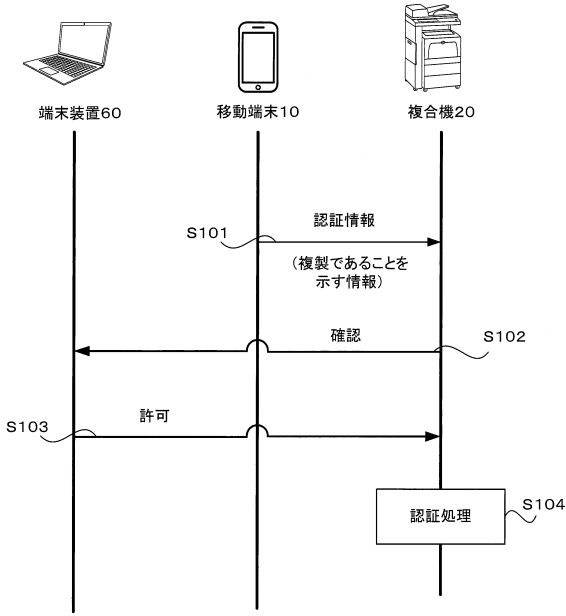 端末装置60
移動端末10
複合機20
認証情報
S101
(複製であることを
示す情報)
確認
S102
許可
S103
認証処理
S104